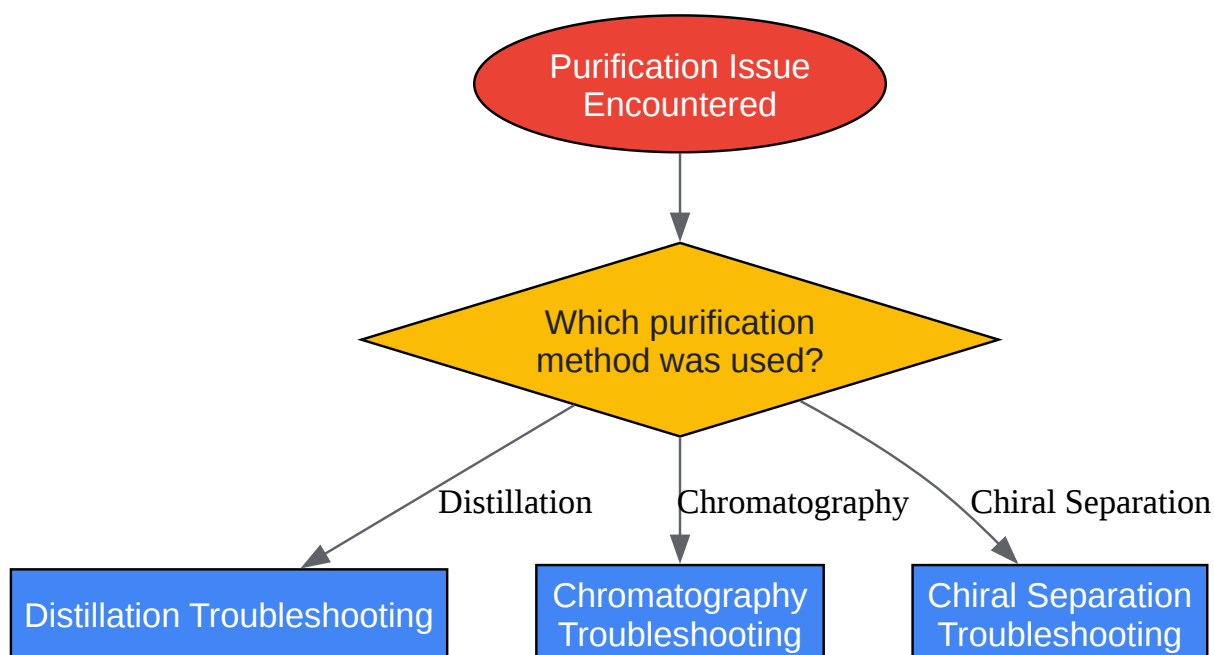 Purification Issue
Encountered
Which purification
method was used?
Distillation
Chromatography
Chiral Separation
Distillation Troubleshooting
Chromatography
Troubleshooting
Chiral Separation
Troubleshooting